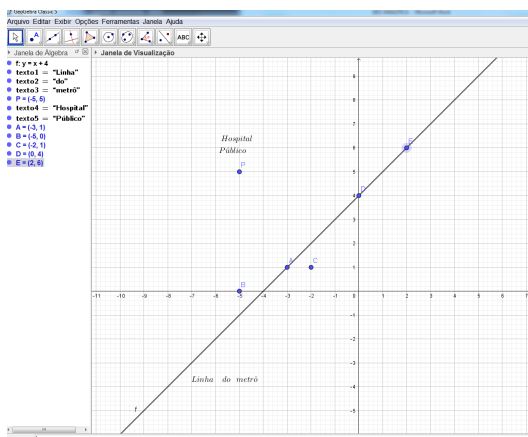 GeoGebra Classic 5
Arquivo Editar Exibir Opções Ferramentas Janela Ajuda
ABC
Janela de Álgebra
Janela de Visualização
f: y = x + 4
texto1 = "Linha"
texto2 = "do"
texto3 = "metrô"
P = (-5, 5)
texto4 = "Hospital"
texto5 = "Público"
A = (-3, 1)
B = (-5, 0)
C = (-2, 1)
D = (0, 4)
E = (2, 6)
9
8
7
Hospital
6
E
Público
P
5
D
4
3
2
A
C
1
B
-11 -10 -9 -8 -7 -6 -5 -4 -3 -2 -1 0 1 2 3 4 5 6 7
-1
-2
-3
Linha do metrô
-4
f
-5